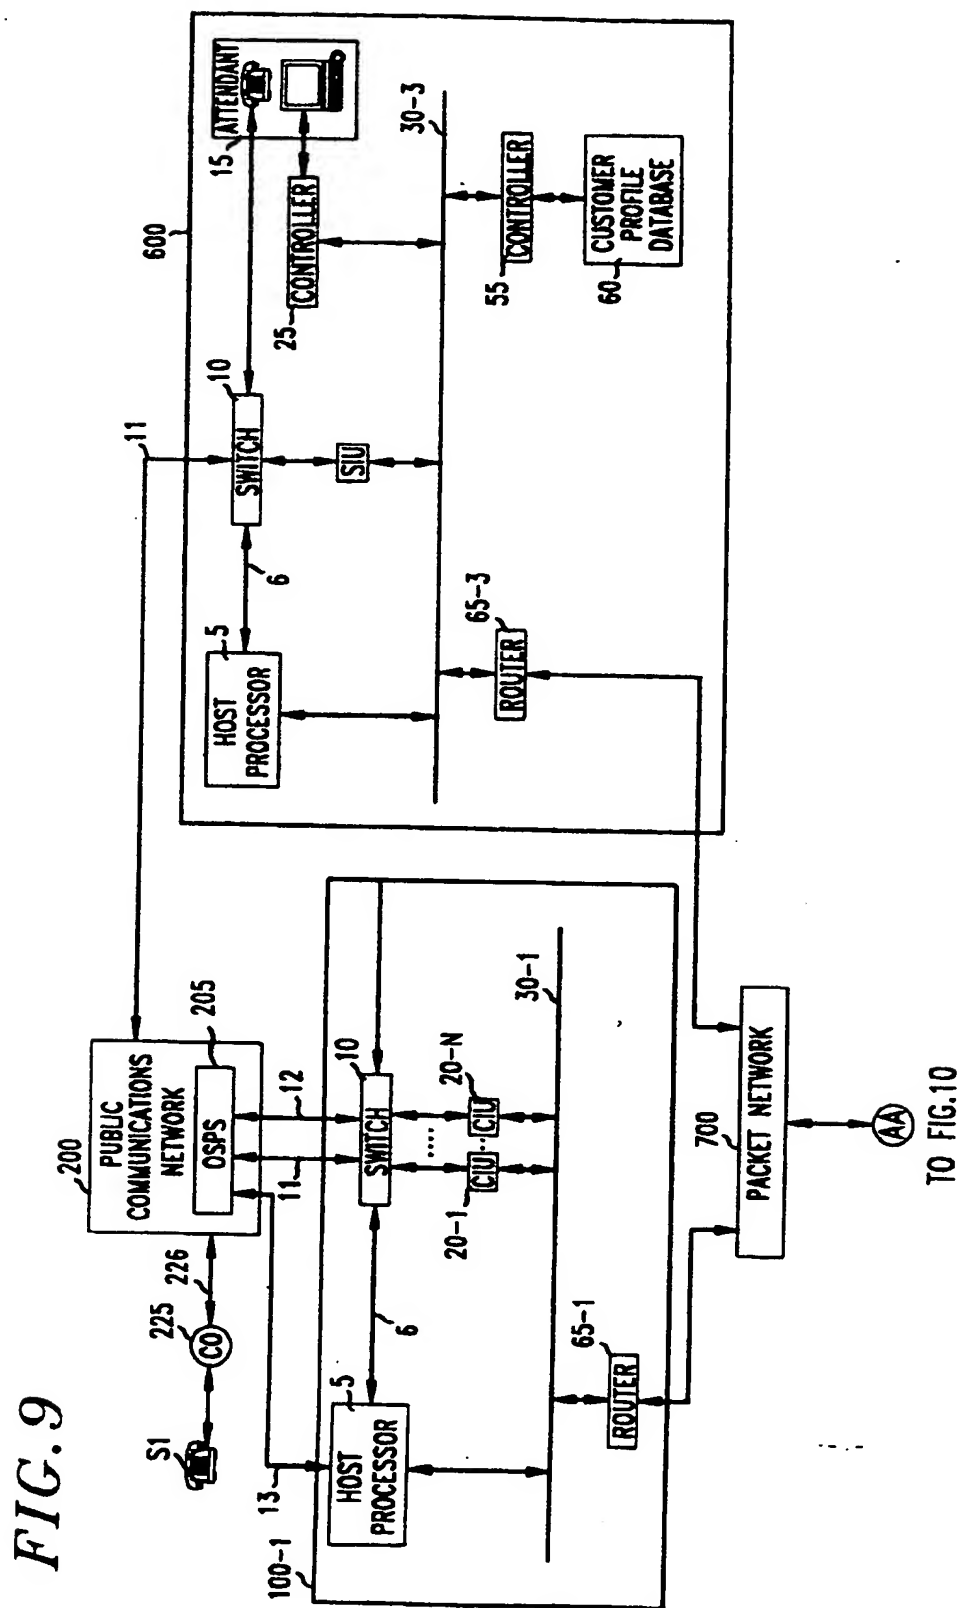 FIG. 9
S1
225
CO
226
200
PUBLIC
COMMUNICATIONS
NETWORK
OSPS
205
11
12
13
100-1
5
HOST
PROCESSOR
6
SWITCH
10
20-1
CIU
....
...
20-N
CIU
30-1
65-1
ROUTER
600
11
5
HOST
PROCESSOR
6
SWITCH
10
SIU
15
ATTENDANT
25
CONTROLLER
30-3
65-3
ROUTER
55
CONTROLLER
60
CUSTOMER
PROFILE
DATABASE
700
PACKET NETWORK
AA
TO FIG.10